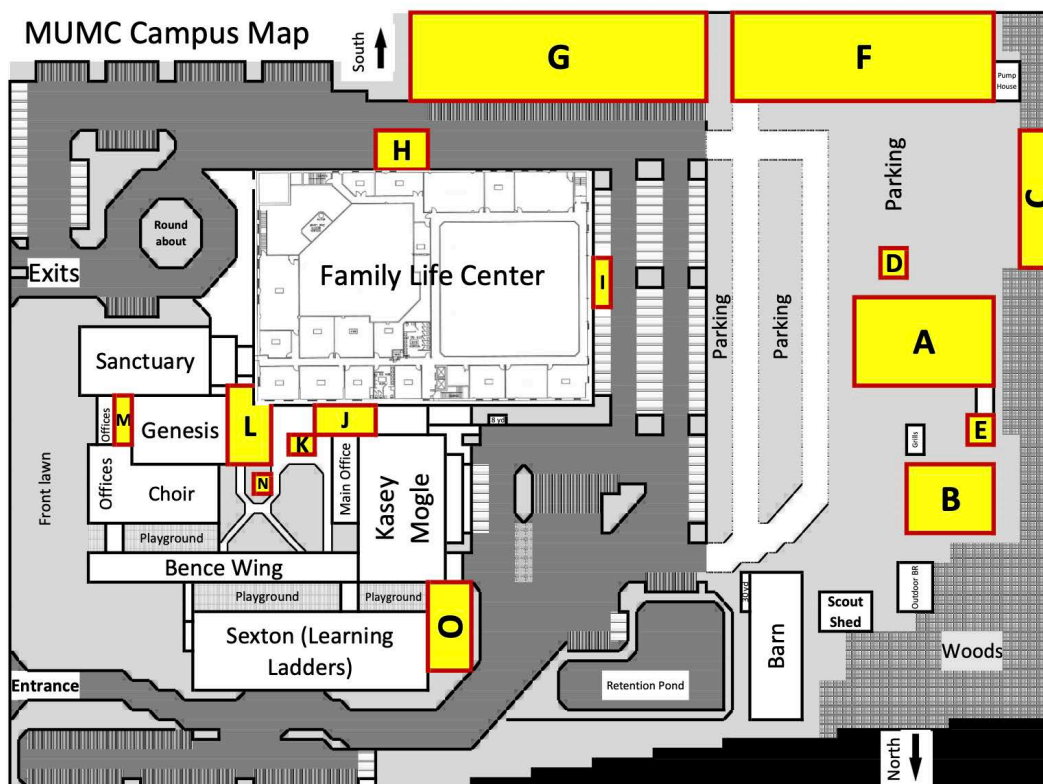 MUMC Campus Map
South
G
F
Pump
House
H
Parking
C
Round
about
Exits
Family Life Center
I
D
Parking
Parking
A
Sanctuary
Offices
M
Genesis
L
J
K
8 yd
E
Grills
Front lawn
Offices
Choir
N
Main Office
Kasey
Mogle
B
Playground
Bence Wing
Playground
Playground
O
Sexton (Learning
Ladders)
30 yd
Barn
Scout
Shed
Outdoor BR
Woods
Entrance
Retention Pond
North